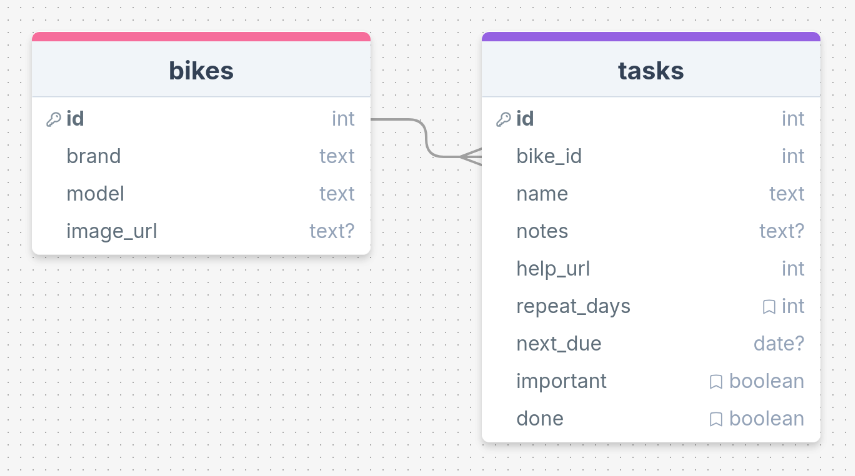 bikes
id int
brand text
model text
image_url text?
tasks
id int
bike_id int
name text
notes text?
help_url int
repeat_days int
next_due date?
important boolean
done boolean